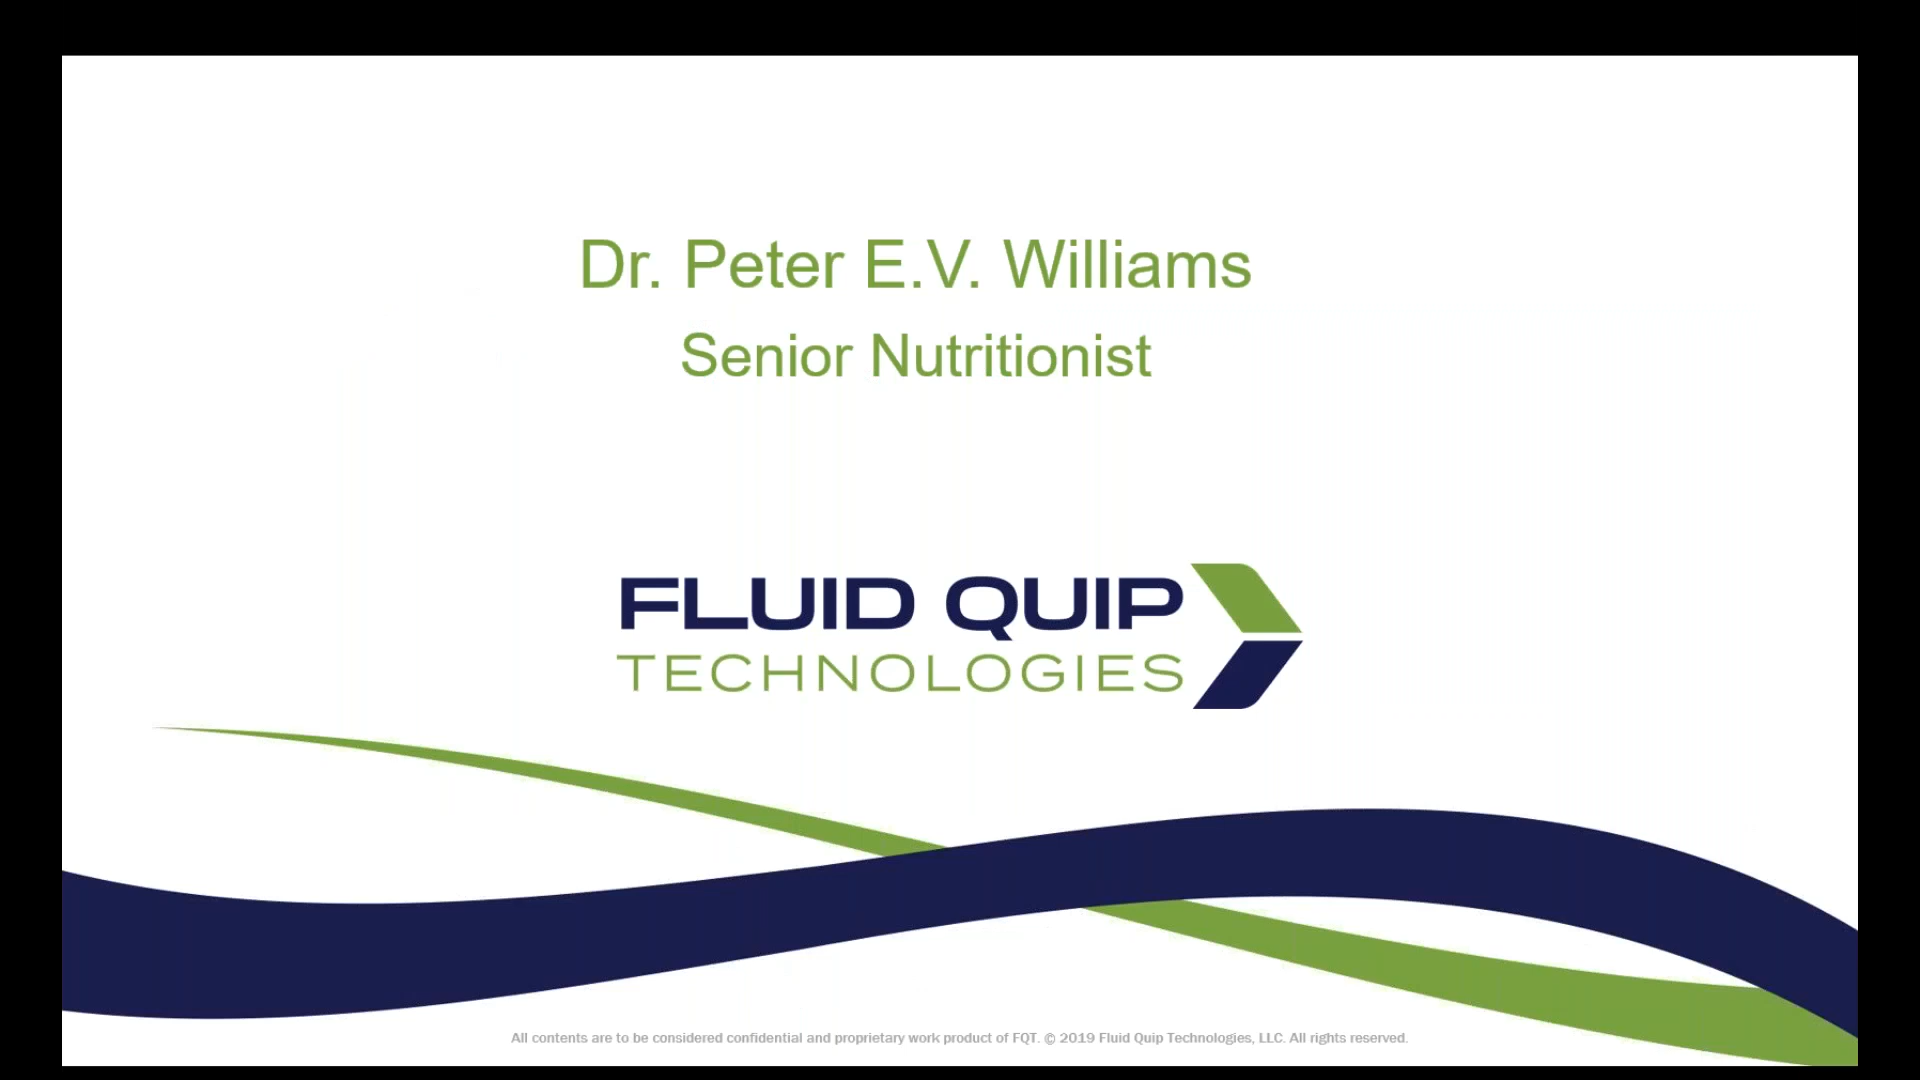 Dr. Peter E.V. Williams
Senior Nutritionist
FLUID QUIP
TECHNOLOGIES
All contents are to be considered confidential and proprietary work product of FQT. © 2019 Fluid Quip Technologies, LLC. All rights reserved.